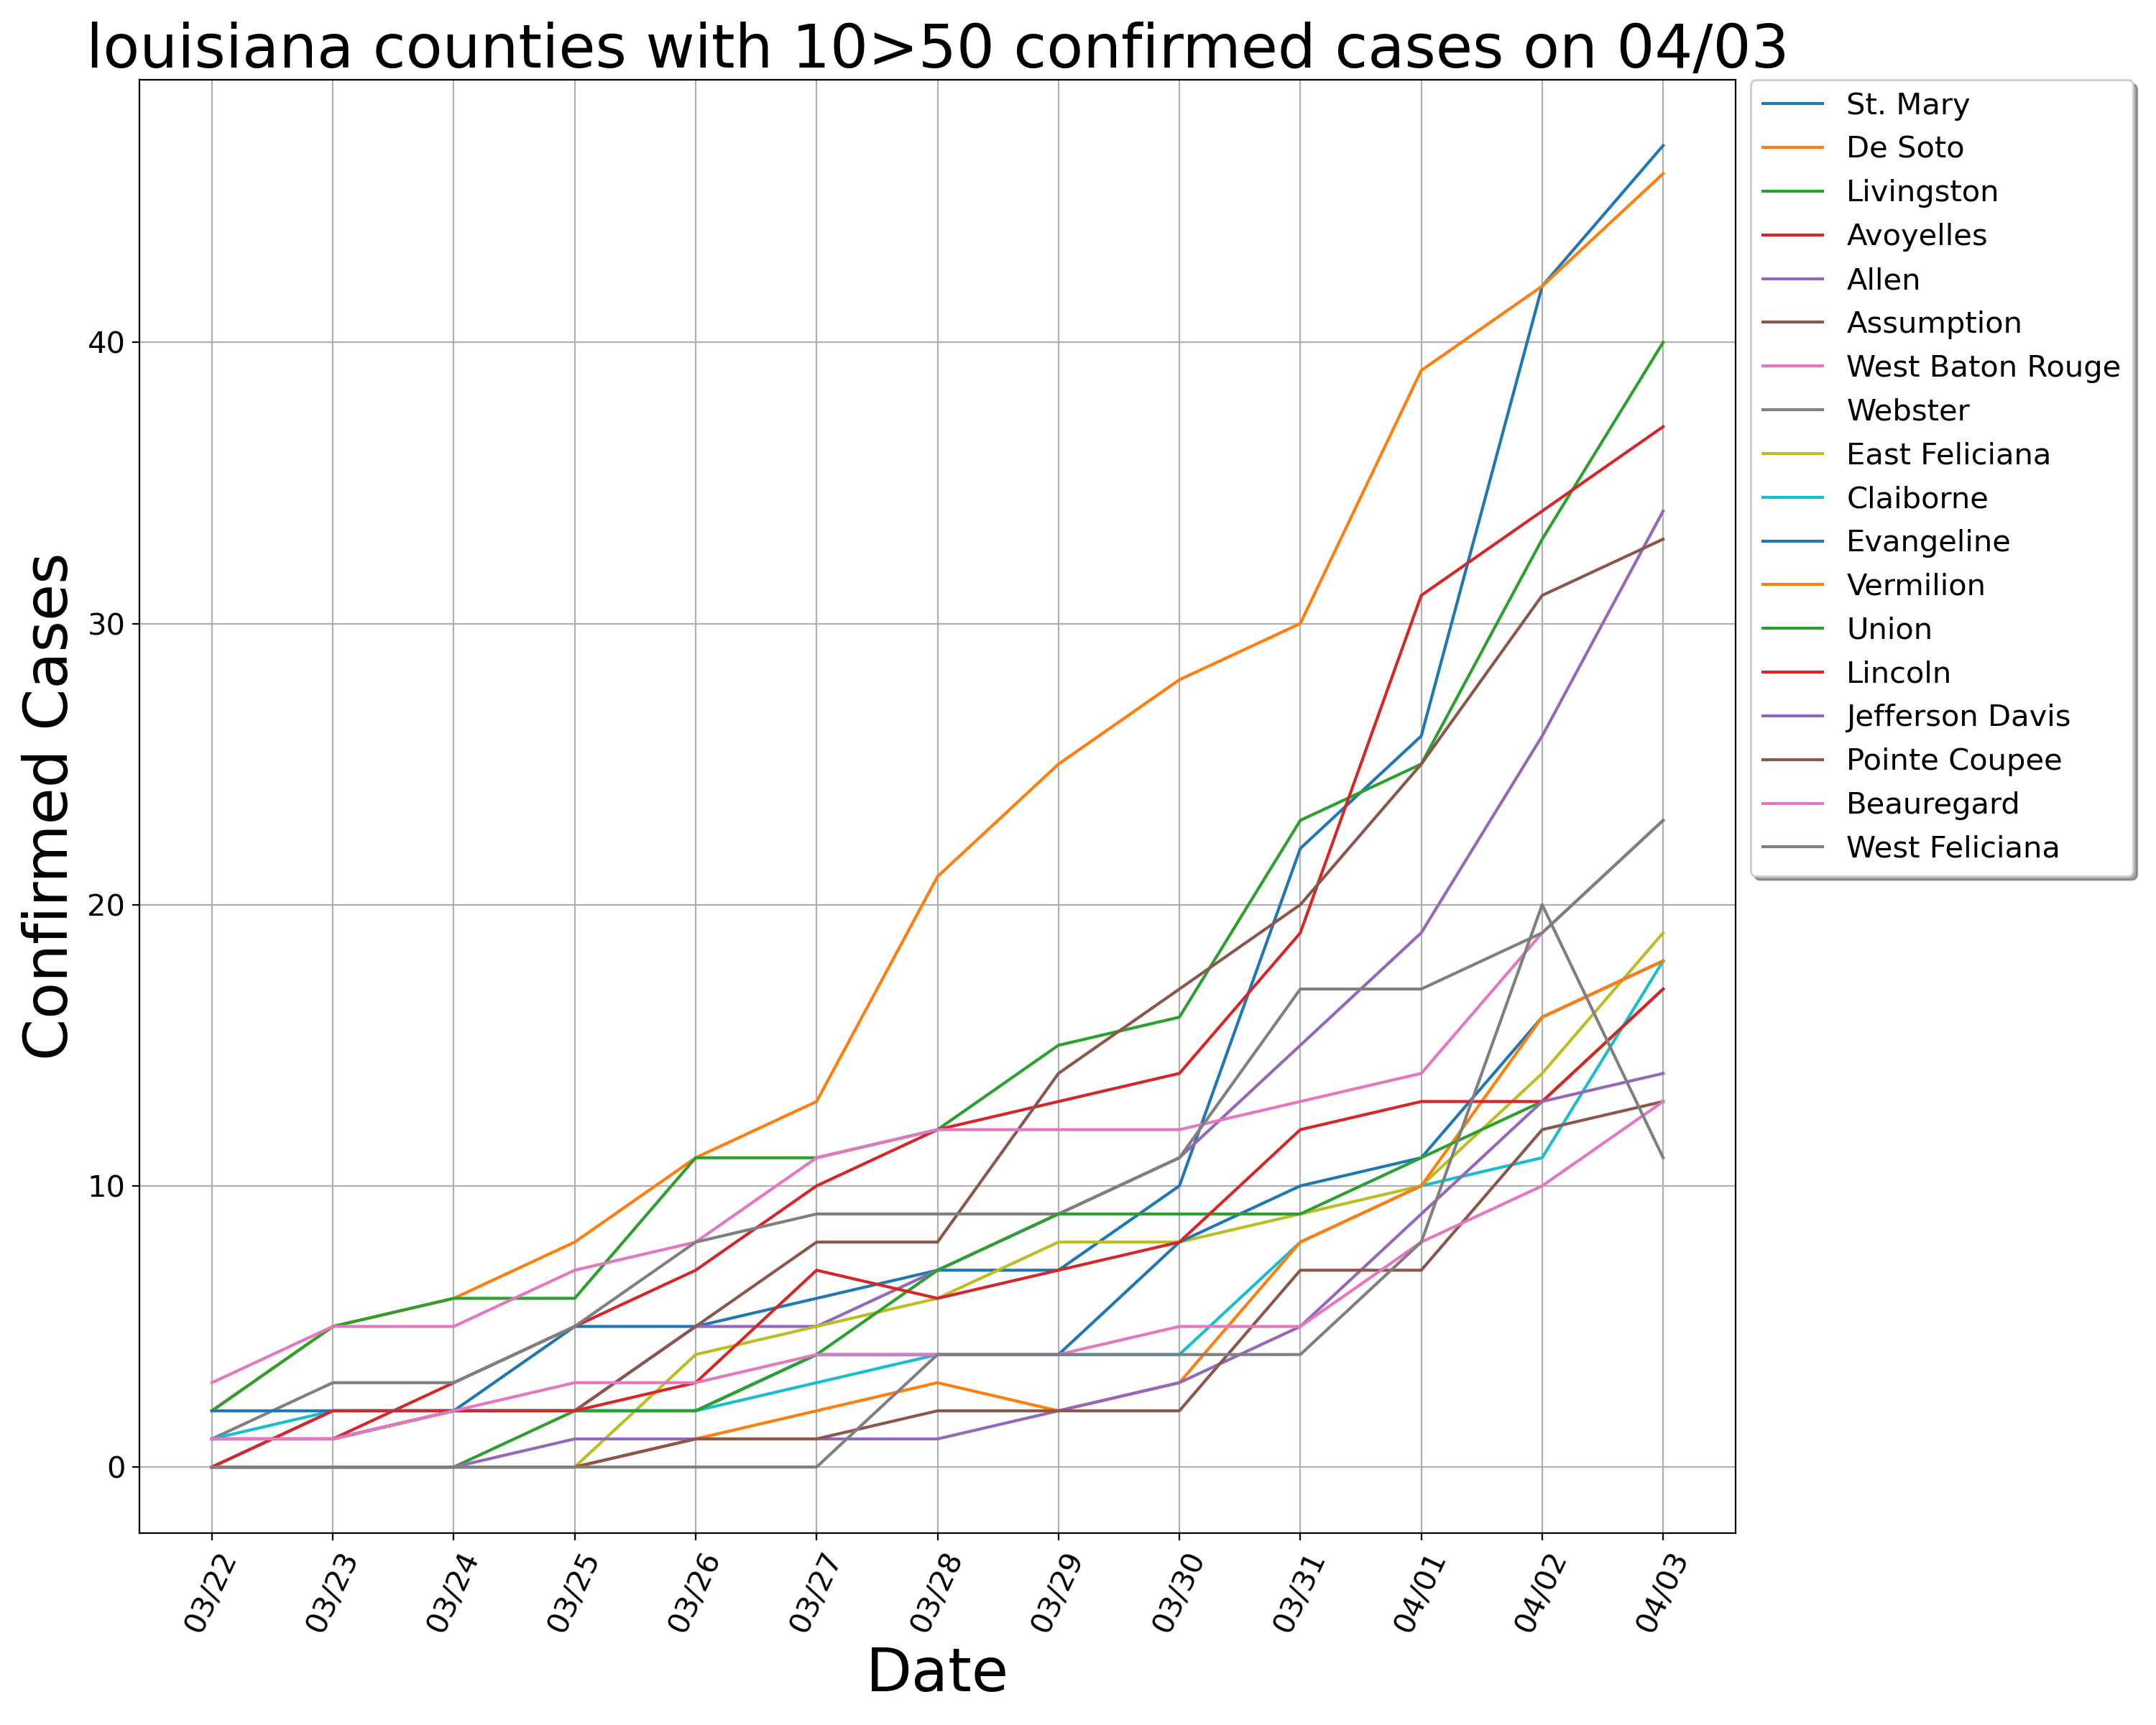 louisiana counties with 10>50 confirmed cases on 04/03
St. Mary
De Soto
Livingston
Avoyelles
Allen
Assumption
West Baton Rouge
Webster
East Feliciana
Claiborne
Evangeline
Vermilion
Union
Lincoln
Jefferson Davis
Pointe Coupee
Beauregard
West Feliciana
Confirmed Cases
40
30
20
10
0
03/22
03/23
03/24
03/25
03/26
03/27
03/28
03/29
03/30
03/31
04/01
04/02
04/03
Date